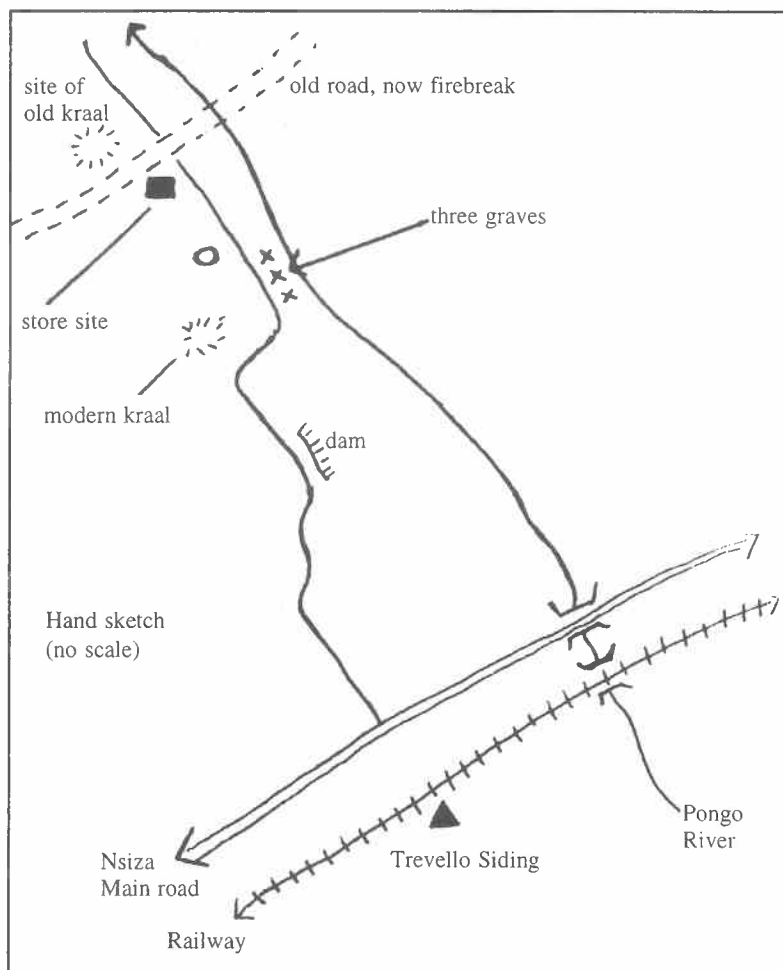 site of
old kraal
old road, now firebreak
three graves
store site
modern kraal
dam
Hand sketch
(no scale)
Pongo
River
Nsiza
Main road
Trevello Siding
Railway